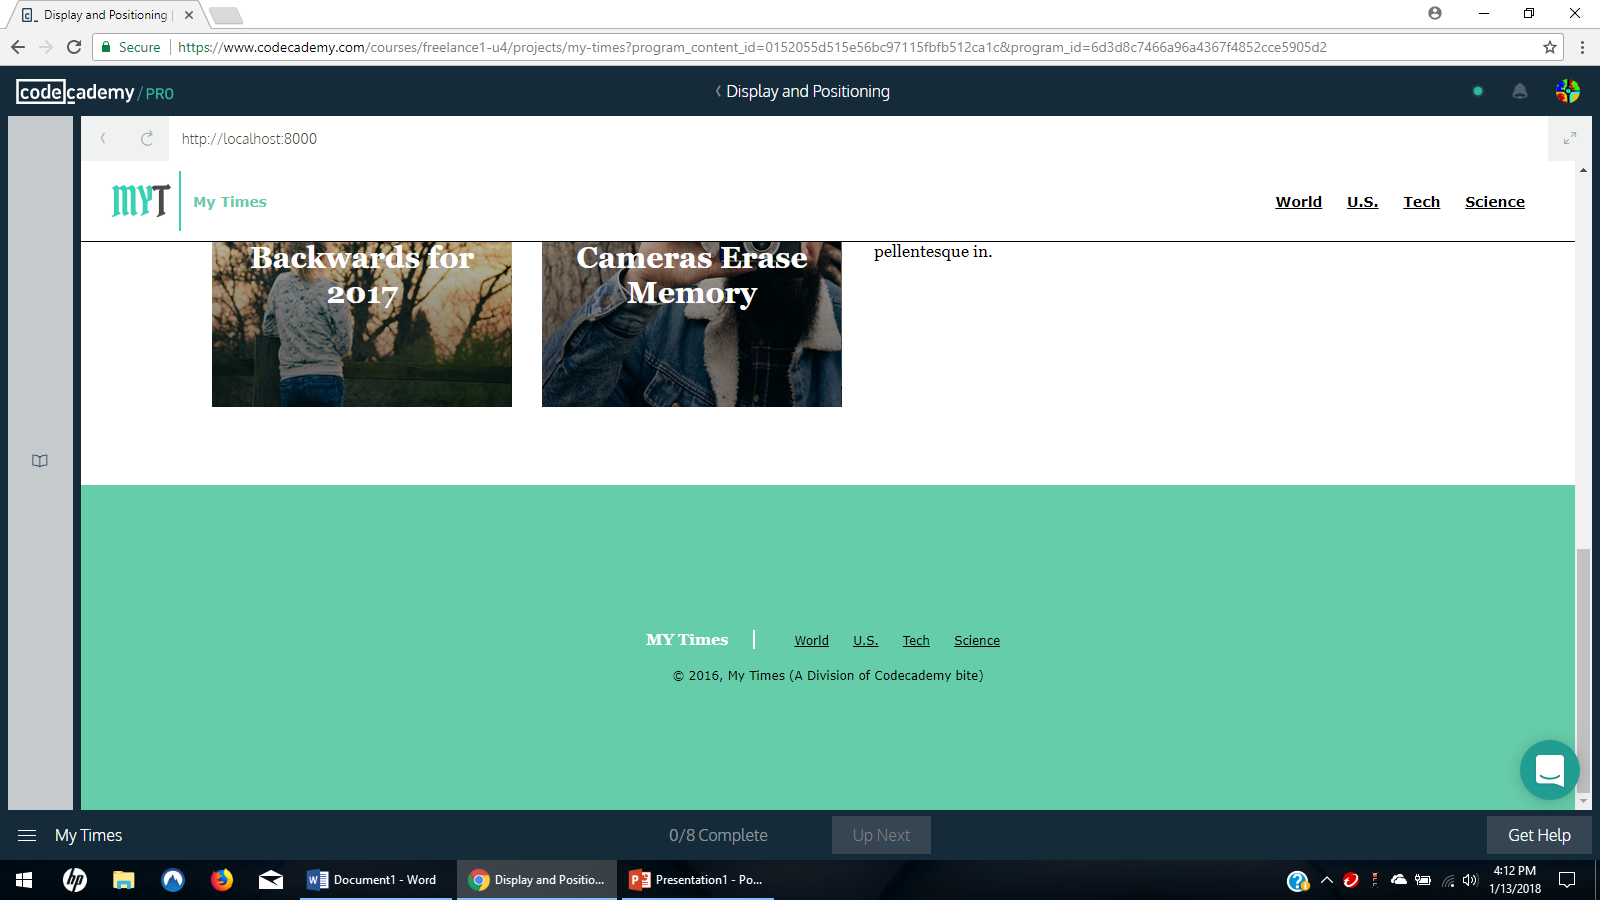 Display and Positioning
Secure https://www.codecademy.com/courses/freelance1-u4/projects/my-times?program_content_id=0152055d515e56bc97115fbfb512ca1c&program_id=6d3d8c7466a96a4367f4852cce5905d2
codecademy / PRO
Display and Positioning
http://localhost:8000
MYT My Times
World U.S. Tech Science
Backwards for
2017
Cameras Erase
Memory
pellentesque in.
MY Times World U.S. Tech Science
© 2016, My Times (A Division of Codecademy bite)
My Times 0/8 Complete Up Next Get Help
Document1 - Word Display and Positio... Presentation1 - Po...
4:12 PM
1/13/2018